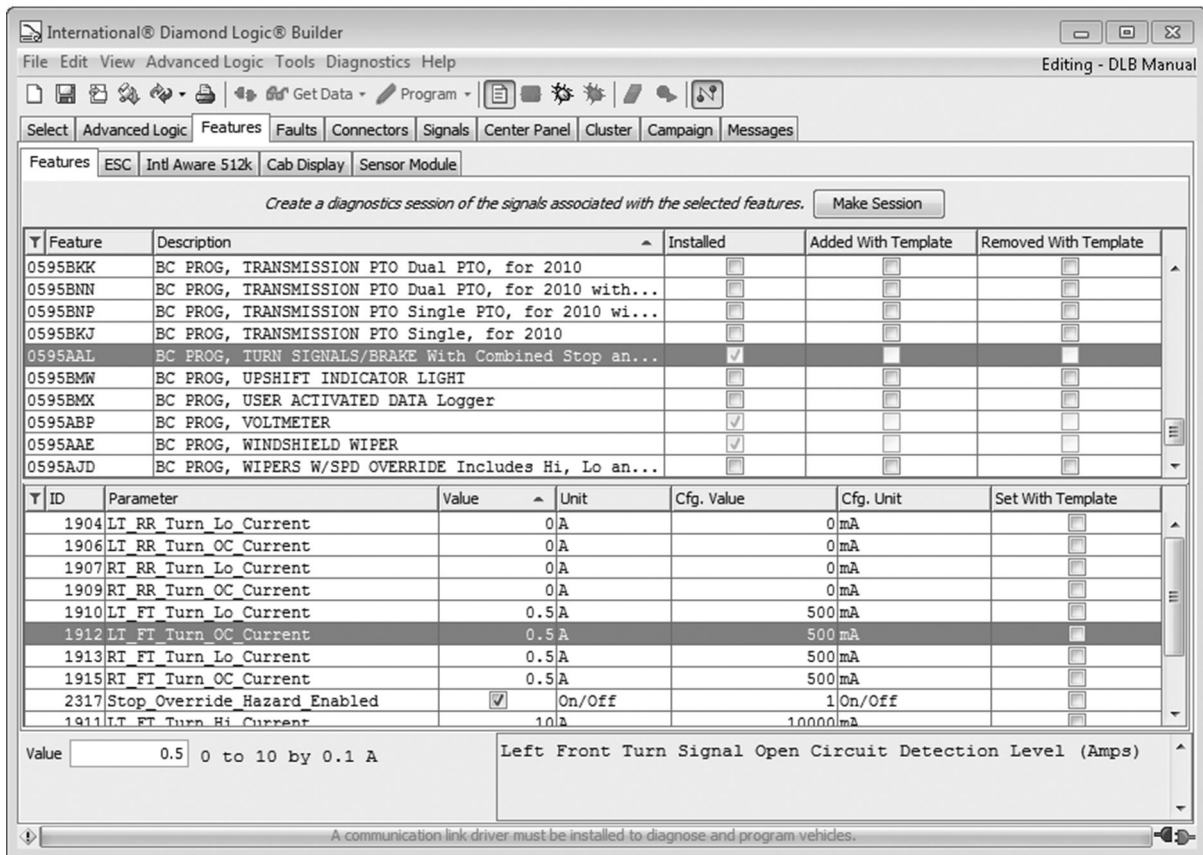 International® Diamond Logic® Builder
File Edit View Advanced Logic Tools Diagnostics Help Editing - DLB Manual
Get Data Program
Select Advanced Logic Features Faults Connectors Signals Center Panel Cluster Campaign Messages
Features ESC Intl Aware 512k Cab Display Sensor Module
Create a diagnostics session of the signals associated with the selected features. Make Session
Feature Description Installed Added With Template Removed With Template
0595BKK BC PROG, TRANSMISSION PTO Dual PTO, for 2010
0595BNN BC PROG, TRANSMISSION PTO Dual PTO, for 2010 with...
0595BNP BC PROG, TRANSMISSION PTO Single PTO, for 2010 wi...
0595BKJ BC PROG, TRANSMISSION PTO Single, for 2010
0595AAL BC PROG, TURN SIGNALS/BRAKE With Combined Stop an...
0595BMW BC PROG, UPSHIFT INDICATOR LIGHT
0595BMX BC PROG, USER ACTIVATED DATA Logger
0595ABP BC PROG, VOLTMETER
0595AAE BC PROG, WINDSHIELD WIPER
0595AJD BC PROG, WIPERS W/SPD OVERRIDE Includes Hi, Lo an...
ID Parameter Value Unit Cfg. Value Cfg. Unit Set With Template
1904 LT_RR_Turn_Lo_Current 0 A 0 mA
1906 LT_RR_Turn_OC_Current 0 A 0 mA
1907 RT_RR_Turn_Lo_Current 0 A 0 mA
1909 RT_RR_Turn_OC_Current 0 A 0 mA
1910 LT_FT_Turn_Lo_Current 0.5 A 500 mA
1912 LT_FT_Turn_OC_Current 0.5 A 500 mA
1913 RT_FT_Turn_Lo_Current 0.5 A 500 mA
1915 RT_FT_Turn_OC_Current 0.5 A 500 mA
2317 Stop_Override_Hazard_Enabled On/Off 1 On/Off
1911 LT_FT_Turn_Hi_Current 10 A 10000 mA
Value 0.5 0 to 10 by 0.1 A Left Front Turn Signal Open Circuit Detection Level (Amps)
A communication link driver must be installed to diagnose and program vehicles.